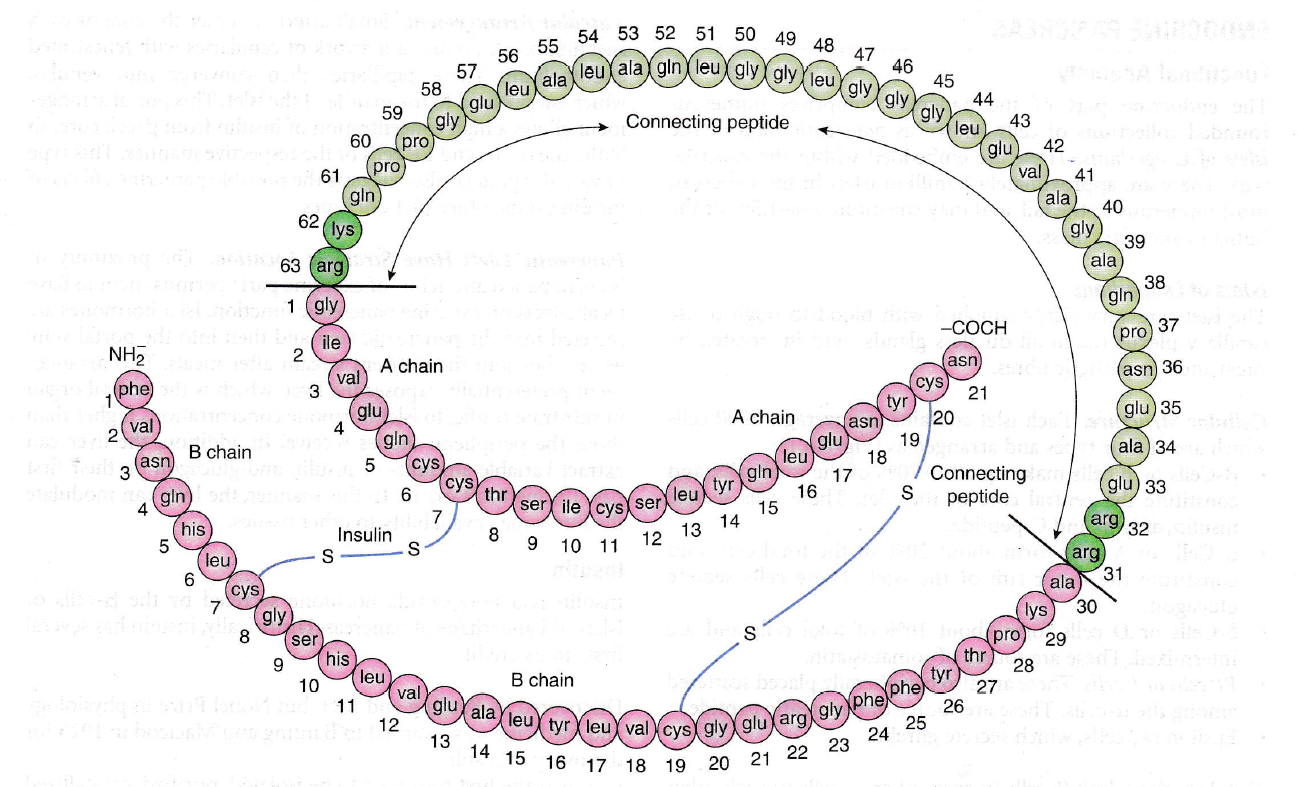 Connecting peptide
63 arg
62 lys
61 gln
60 pro
59 pro
58 gly
57 glu
56 leu
55 ala
54 leu
53 ala
52 gln
51 leu
50 gly
49 gly
48 leu
47 gly
46 gly
45 gly
44 leu
43 glu
42 val
41 ala
40 gly
39 ala
38 gln
37 pro
36 asn
35 glu
34 ala
33 glu
32 arg
31 arg
Connecting
peptide
A chain
1 gly
2 ile
3 val
4 glu
5 gln
6 cys
7 cys
8 thr
9 ser
10 ile
11 cys
12 ser
13 leu
14 tyr
15 gln
16 leu
17 glu
18 asn
19 tyr
20 cys
21 asn
A chain
–COCH
Insulin
S
S
S
S
NH2
B chain
1 phe
2 val
3 asn
4 gln
5 his
6 leu
7 cys
8 gly
9 ser
10 his
11 leu
12 val
13 glu
14 ala
15 leu
16 tyr
17 leu
18 val
19 cys
20 gly
21 glu
22 arg
23 gly
24 phe
25 phe
26 tyr
27 thr
28 pro
29 lys
30 ala
B chain